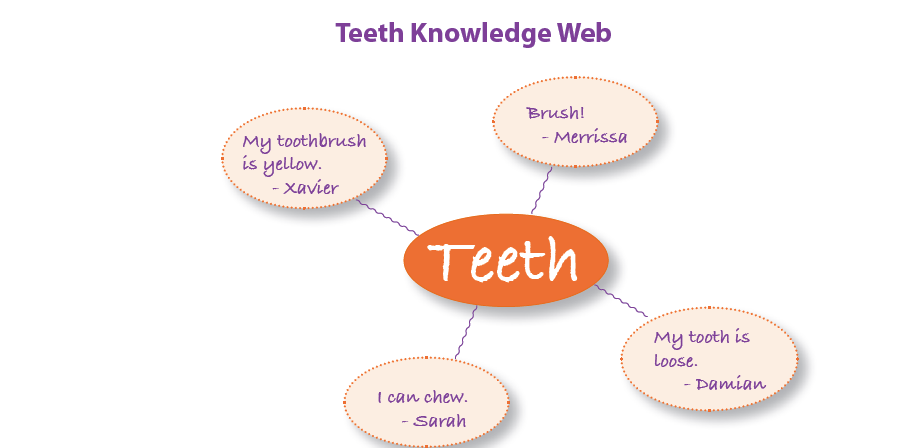 Teeth Knowledge Web
My toothbrush
is yellow.
- Xavier
Brush!
- Merrissa
Teeth
My tooth is
loose.
- Damian
I can chew.
- Sarah